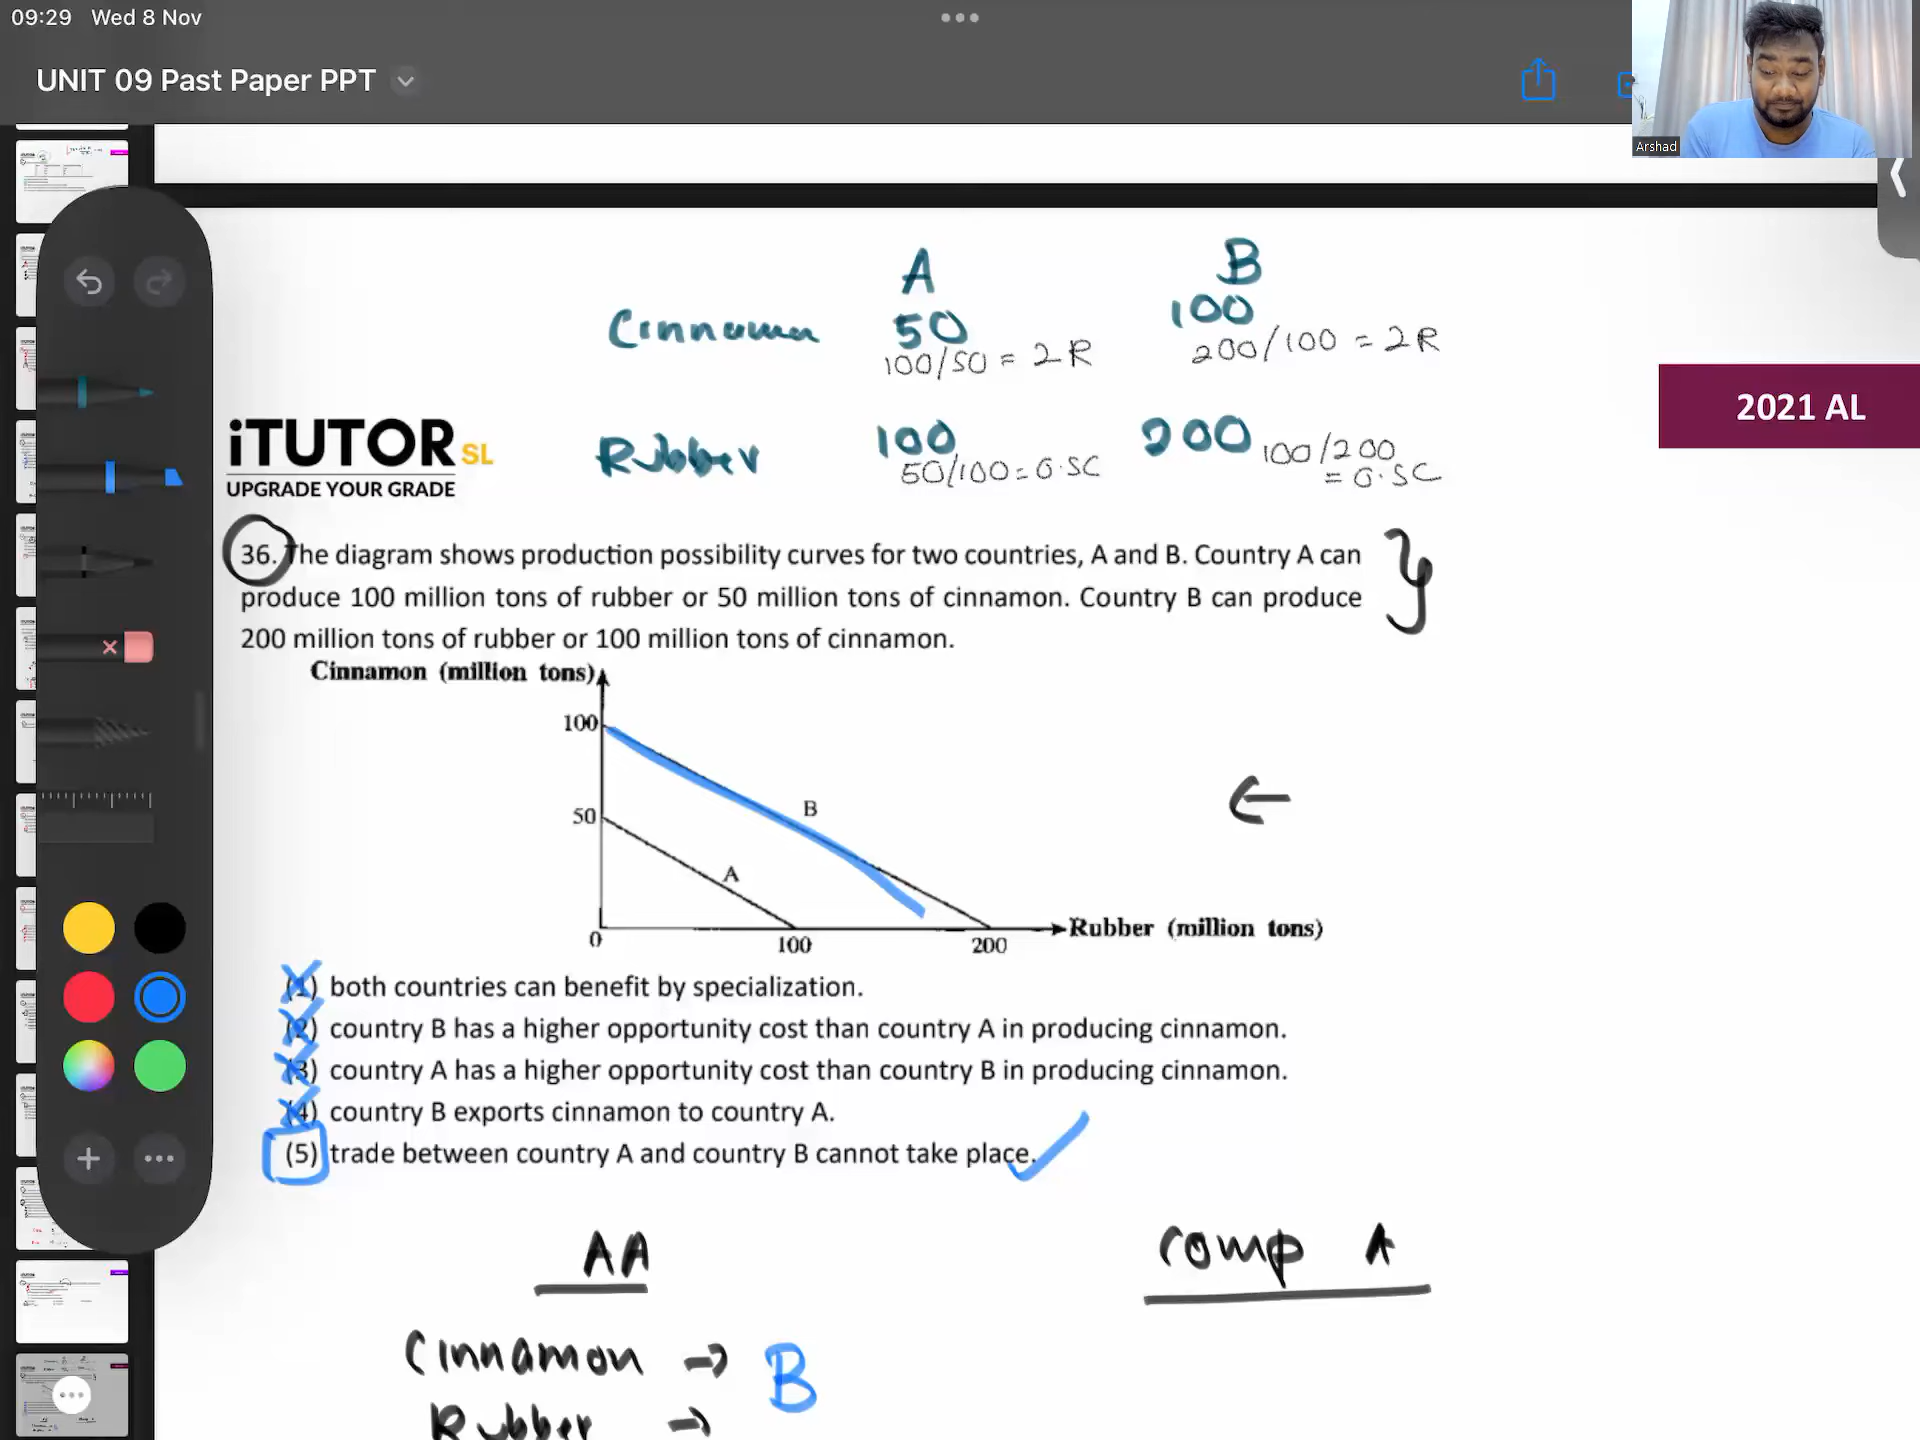 09:29 Wed 8 Nov
UNIT 09 Past Paper PPT
Arshad
A B
Cinnamon 50 100
100/50 = 2R 200/100 = 2R
2021 AL
iTUTOR SL
UPGRADE YOUR GRADE
Rubber 100 200
50/100 = 0.5C 100/200
= 0.5C
36. The diagram shows production possibility curves for two countries, A and B. Country A can
produce 100 million tons of rubber or 50 million tons of cinnamon. Country B can produce
200 million tons of rubber or 100 million tons of cinnamon.
Cinnamon (million tons)
100
50
B
A
0 100 200
Rubber (million tons)
(1) both countries can benefit by specialization.
(2) country B has a higher opportunity cost than country A in producing cinnamon.
(3) country A has a higher opportunity cost than country B in producing cinnamon.
(4) country B exports cinnamon to country A.
(5) trade between country A and country B cannot take place.
AA comp A
Cinnamon → B
Rubber →